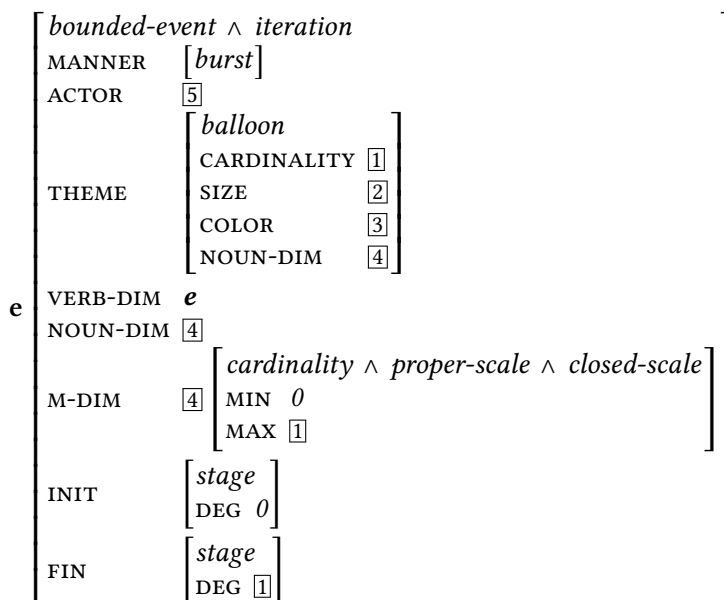 bounded-event ∧ iteration
MANNER [burst]
ACTOR 5
balloon
CARDINALITY 1
THEME SIZE 2
COLOR 3
NOUN-DIM 4
e VERB-DIM e
NOUN-DIM 4
cardinality ∧ proper-scale ∧ closed-scale
M-DIM 4 MIN 0
MAX 1
stage
INIT
DEG 0
stage
FIN
DEG 1